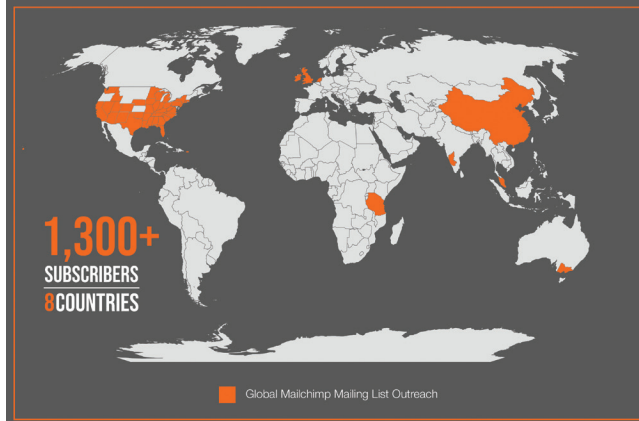 1,300+
SUBSCRIBERS
8COUNTRIES
Global Mailchimp Mailing List Outreach